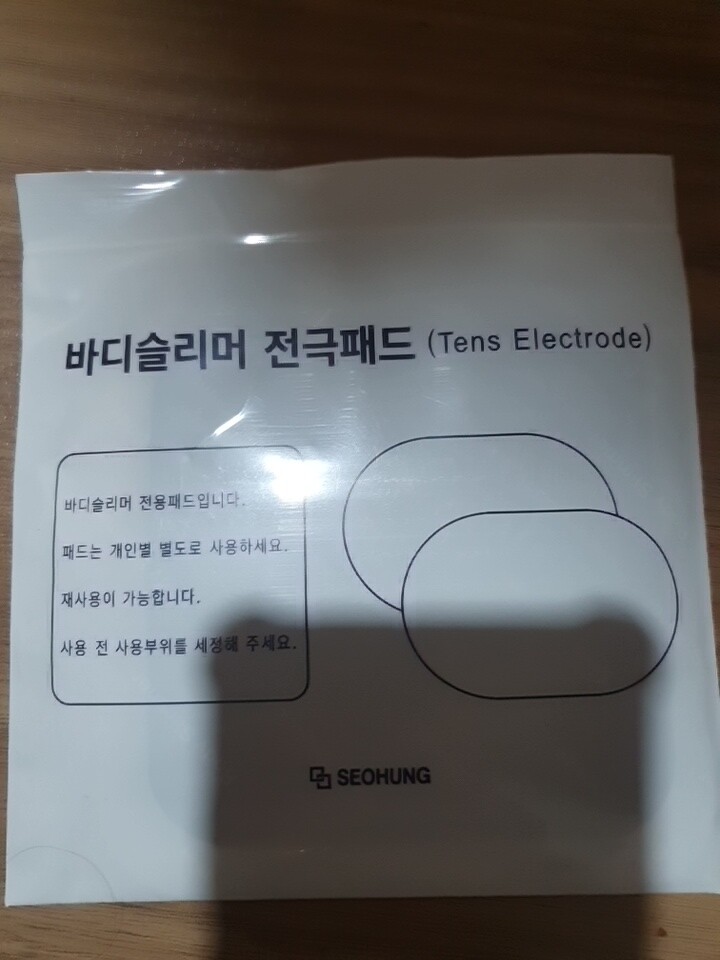 바디슬리머 전극패드 (Tens Electrode)
바디슬리머 전용패드입니다.
패드는 개인별 별도로 사용하세요.
재사용이 가능합니다.
사용 전 사용부위를 세정해 주세요.
SEOHUNG